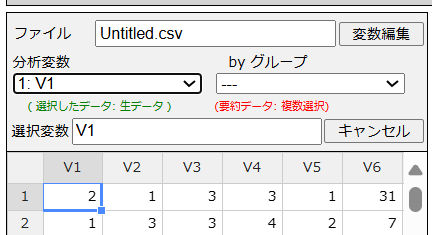 ファイル Untitled.csv 変数編集
分析変数 by グループ
1: V1 ---
( 選択したデータ: 生データ ) (要約データ: 複数選択)
選択変数 V1 キャンセル
V1 V2 V3 V4 V5 V6
1 2 1 3 3 1 31
2 1 3 3 4 2 7